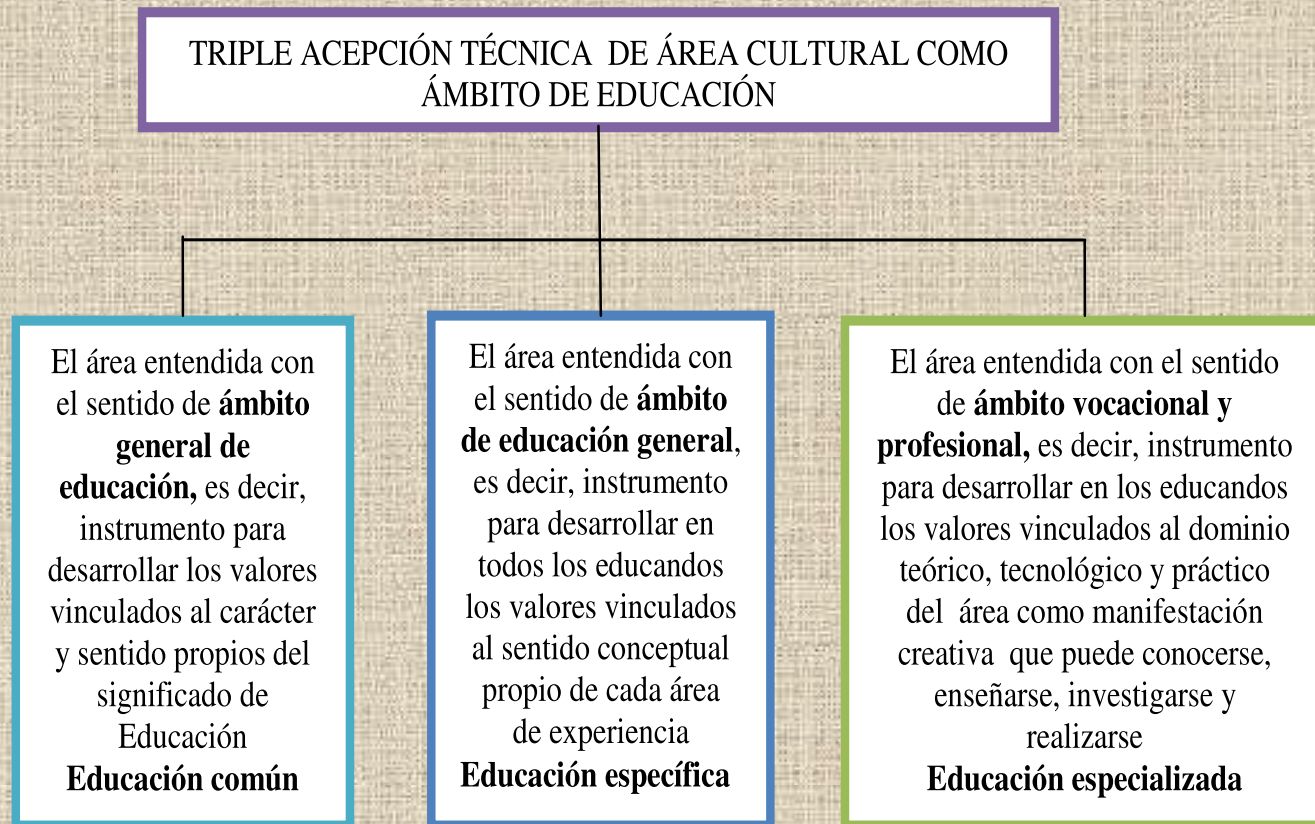 TRIPLE ACEPCIÓN TÉCNICA DE ÁREA CULTURAL COMO
ÁMBITO DE EDUCACIÓN
El área entendida con
el sentido de ámbito
general de
educación, es decir,
instrumento para
desarrollar los valores
vinculados al carácter
y sentido propios del
significado de
Educación
Educación común
El área entendida con
el sentido de ámbito
de educación general,
es decir, instrumento
para desarrollar en
todos los educandos
los valores vinculados
al sentido conceptual
propio de cada área
de experiencia
Educación específica
El área entendida con el sentido
de ámbito vocacional y
profesional, es decir, instrumento
para desarrollar en los educandos
los valores vinculados al dominio
teórico, tecnológico y práctico
del área como manifestación
creativa que puede conocerse,
enseñarse, investigarse y
realizarse
Educación especializada